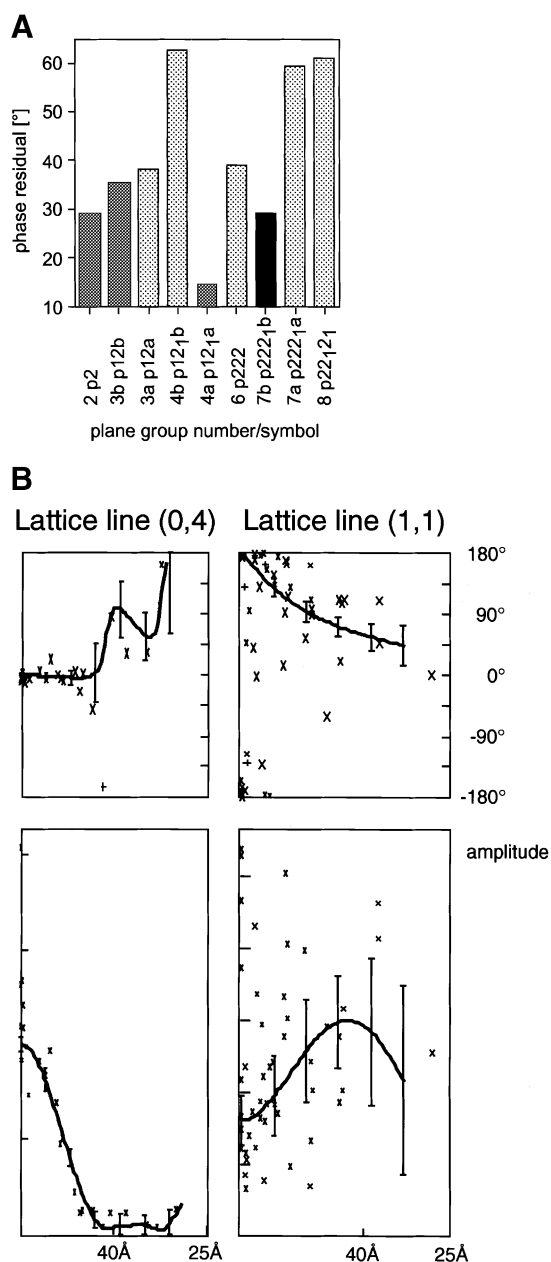 A
phase residual [°]
60
50
40
30
20
10
2 p2
3b p12b
3a p12a
4b p12₁b
4a p12₁a
6 p222
7b p222₁b
7a p222₁a
8 p22₁2₁
plane group number/symbol
B
Lattice line (0,4) Lattice line (1,1)
180°
90°
0°
-90°
-180°
amplitude
40Å 25Å 40Å 25Å